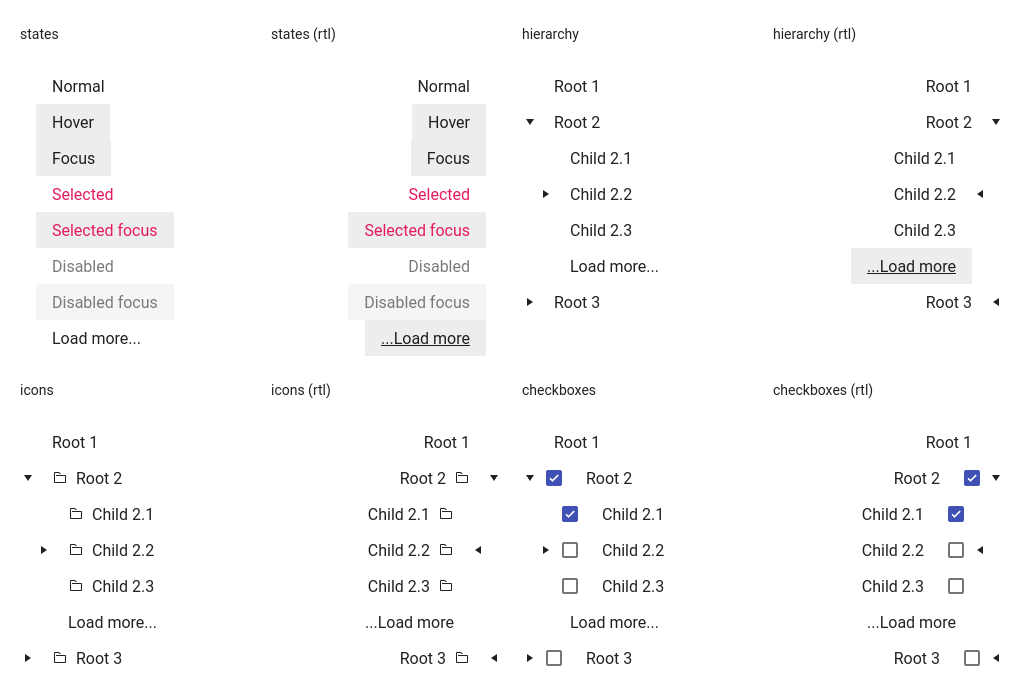 states
Normal
Hover
Focus
Selected
Selected focus
Disabled
Disabled focus
Load more...
states (rtl)
Normal
Hover
Focus
Selected
Selected focus
Disabled
Disabled focus
...Load more
hierarchy
Root 1
Root 2
Child 2.1
Child 2.2
Child 2.3
Load more...
Root 3
hierarchy (rtl)
Root 1
Root 2
Child 2.1
Child 2.2
Child 2.3
...Load more
Root 3
icons
Root 1
Root 2
Child 2.1
Child 2.2
Child 2.3
Load more...
Root 3
icons (rtl)
Root 1
Root 2
Child 2.1
Child 2.2
Child 2.3
...Load more
Root 3
checkboxes
Root 1
Root 2
Child 2.1
Child 2.2
Child 2.3
Load more...
Root 3
checkboxes (rtl)
Root 1
Root 2
Child 2.1
Child 2.2
Child 2.3
...Load more
Root 3